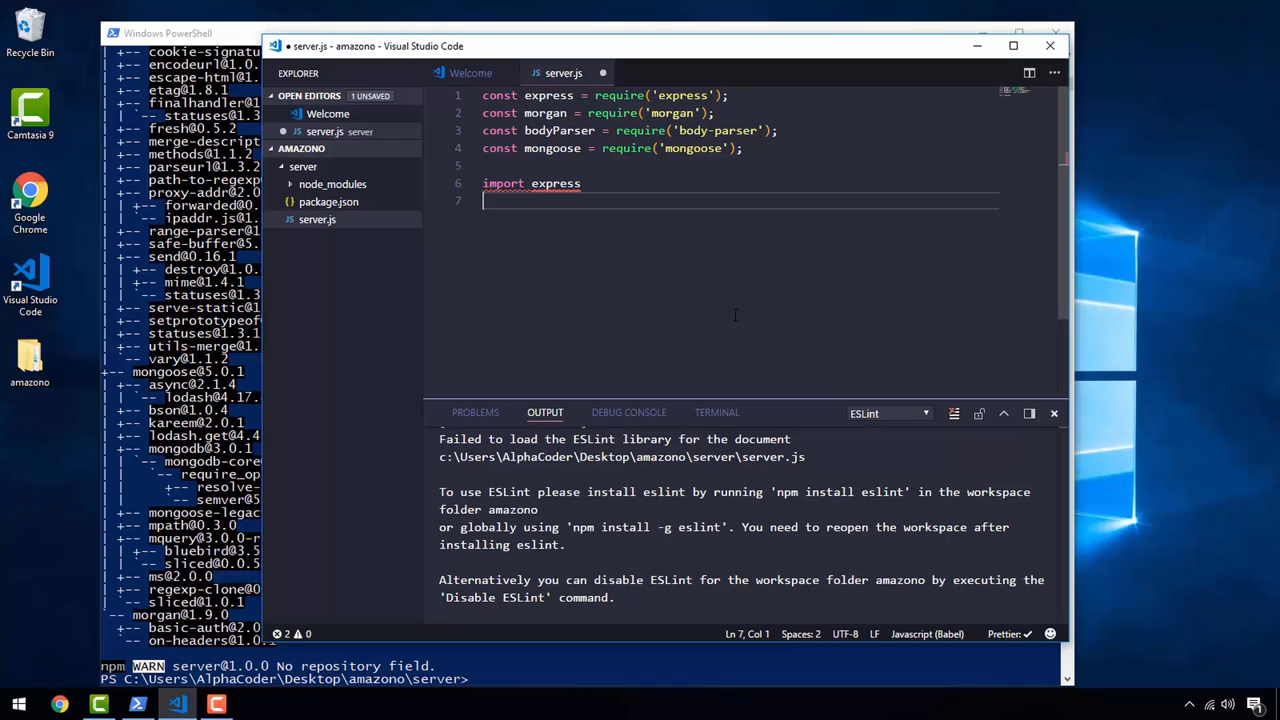 Recycle Bin
Camtasia 9
Google
Chrome
Visual Studio
Code
amazono
Windows PowerShell
| +-- cookie-signatur
| +-- encodeurl@1.0.
| +-- escape-html@1.
| +-- etag@1.8.1
| +-- finalhandler@1
| | `-- statuses@1.3
| +-- fresh@0.5.2
| +-- merge-descript
| +-- methods@1.1.2
| +-- parseurl@1.3.2
| +-- path-to-regexp
| +-- proxy-addr@2.0
| | +-- forwarded@0.
| | `-- ipaddr.js@1.
| +-- range-parser@1
| +-- safe-buffer@5.
| +-- send@0.16.1
| | +-- destroy@1.0.
| | +-- mime@1.4.1
| | `-- statuses@1.3
| +-- serve-static@1
| +-- setprototypeof
| +-- statuses@1.3.1
| +-- utils-merge@1.
| `-- vary@1.1.2
+-- mongoose@5.0.1
| +-- async@2.1.4
| | `-- lodash@4.17.
| +-- bson@1.0.4
| +-- kareem@2.0.1
| +-- lodash.get@4.4
| +-- mongodb@3.0.1
| | `-- mongodb-core
| |   `-- require_op
| |     +-- resolve-
| |     `-- semver@5
| +-- mongoose-legac
| +-- mpath@0.3.0
| +-- mquery@3.0.0-r
| | +-- bluebird@3.5
| | `-- sliced@0.0.5
| +-- ms@2.0.0
| +-- regexp-clone@0
| `-- sliced@1.0.1
`-- morgan@1.9.0
  +-- basic-auth@2.0
  `-- on-headers@1.0.1
npm WARN server@1.0.0 No repository field.
PS C:\Users\AlphaCoder\Desktop\amazono\server>
● server.js - amazono - Visual Studio Code
EXPLORER
OPEN EDITORS 1 UNSAVED
Welcome
server.js server
AMAZONO
server
node_modules
package.json
JS server.js
Welcome
JS server.js
1 const express = require('express');
2 const morgan = require('morgan');
3 const bodyParser = require('body-parser');
4 const mongoose = require('mongoose');
5
6 import express
7
PROBLEMS OUTPUT DEBUG CONSOLE TERMINAL ESLint
Failed to load the ESLint library for the document
c:\Users\AlphaCoder\Desktop\amazono\server\server.js
To use ESLint please install eslint by running 'npm install eslint' in the workspace
folder amazono
or globally using 'npm install -g eslint'. You need to reopen the workspace after
installing eslint.
Alternatively you can disable ESLint for the workspace folder amazono by executing the
'Disable ESLint' command.
2 0 Ln 7, Col 1 Spaces: 2 UTF-8 LF Javascript (Babel) Prettier: ✓